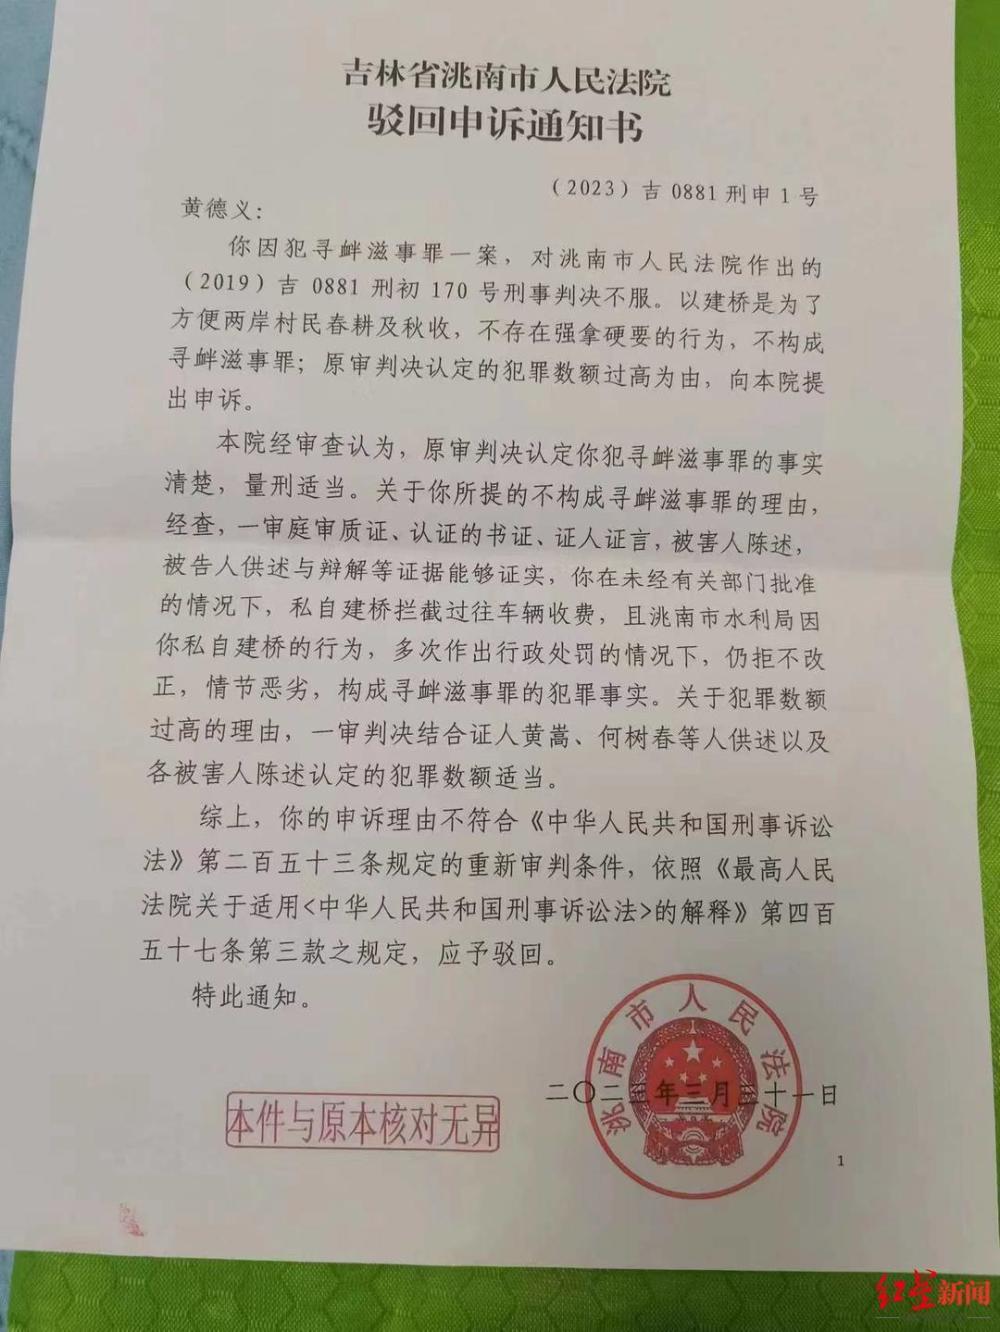 吉林省洮南市人民法院
驳回申诉通知书
（2023）吉 0881 刑申 1 号
黄德义：
你因犯寻衅滋事罪一案，对洮南市人民法院作出的
（2019）吉 0881 刑初 170 号刑事判决不服。以建桥是为了
方便两岸村民春耕及秋收，不存在强拿硬要的行为，不构成
寻衅滋事罪；原审判决认定的犯罪数额过高为由，向本院提
出申诉。
本院经审查认为，原审判决认定你犯寻衅滋事罪的事实
清楚，量刑适当。关于你所提的不构成寻衅滋事罪的理由，
经查，一审庭审质证、认证的书证、证人证言，被害人陈述，
被告人供述与辩解等证据能够证实，你在未经有关部门批准
的情况下，私自建桥拦截过往车辆收费，且洮南市水利局因
你私自建桥的行为，多次作出行政处罚的情况下，仍拒不改
正，情节恶劣，构成寻衅滋事罪的犯罪事实。关于犯罪数额
过高的理由，一审判决结合证人黄嵩、何树春等人供述以及
各被害人陈述认定的犯罪数额适当。
综上，你的申诉理由不符合《中华人民共和国刑事诉讼
法》第二百五十三条规定的重新审判条件，依照《最高人民
法院关于适用<中华人民共和国刑事诉讼法>的解释》第四百
五十七条第三款之规定，应予驳回。
特此通知。
洮南市人民法院
二〇二三年三月三十一日
本件与原本核对无异
1
红星新闻